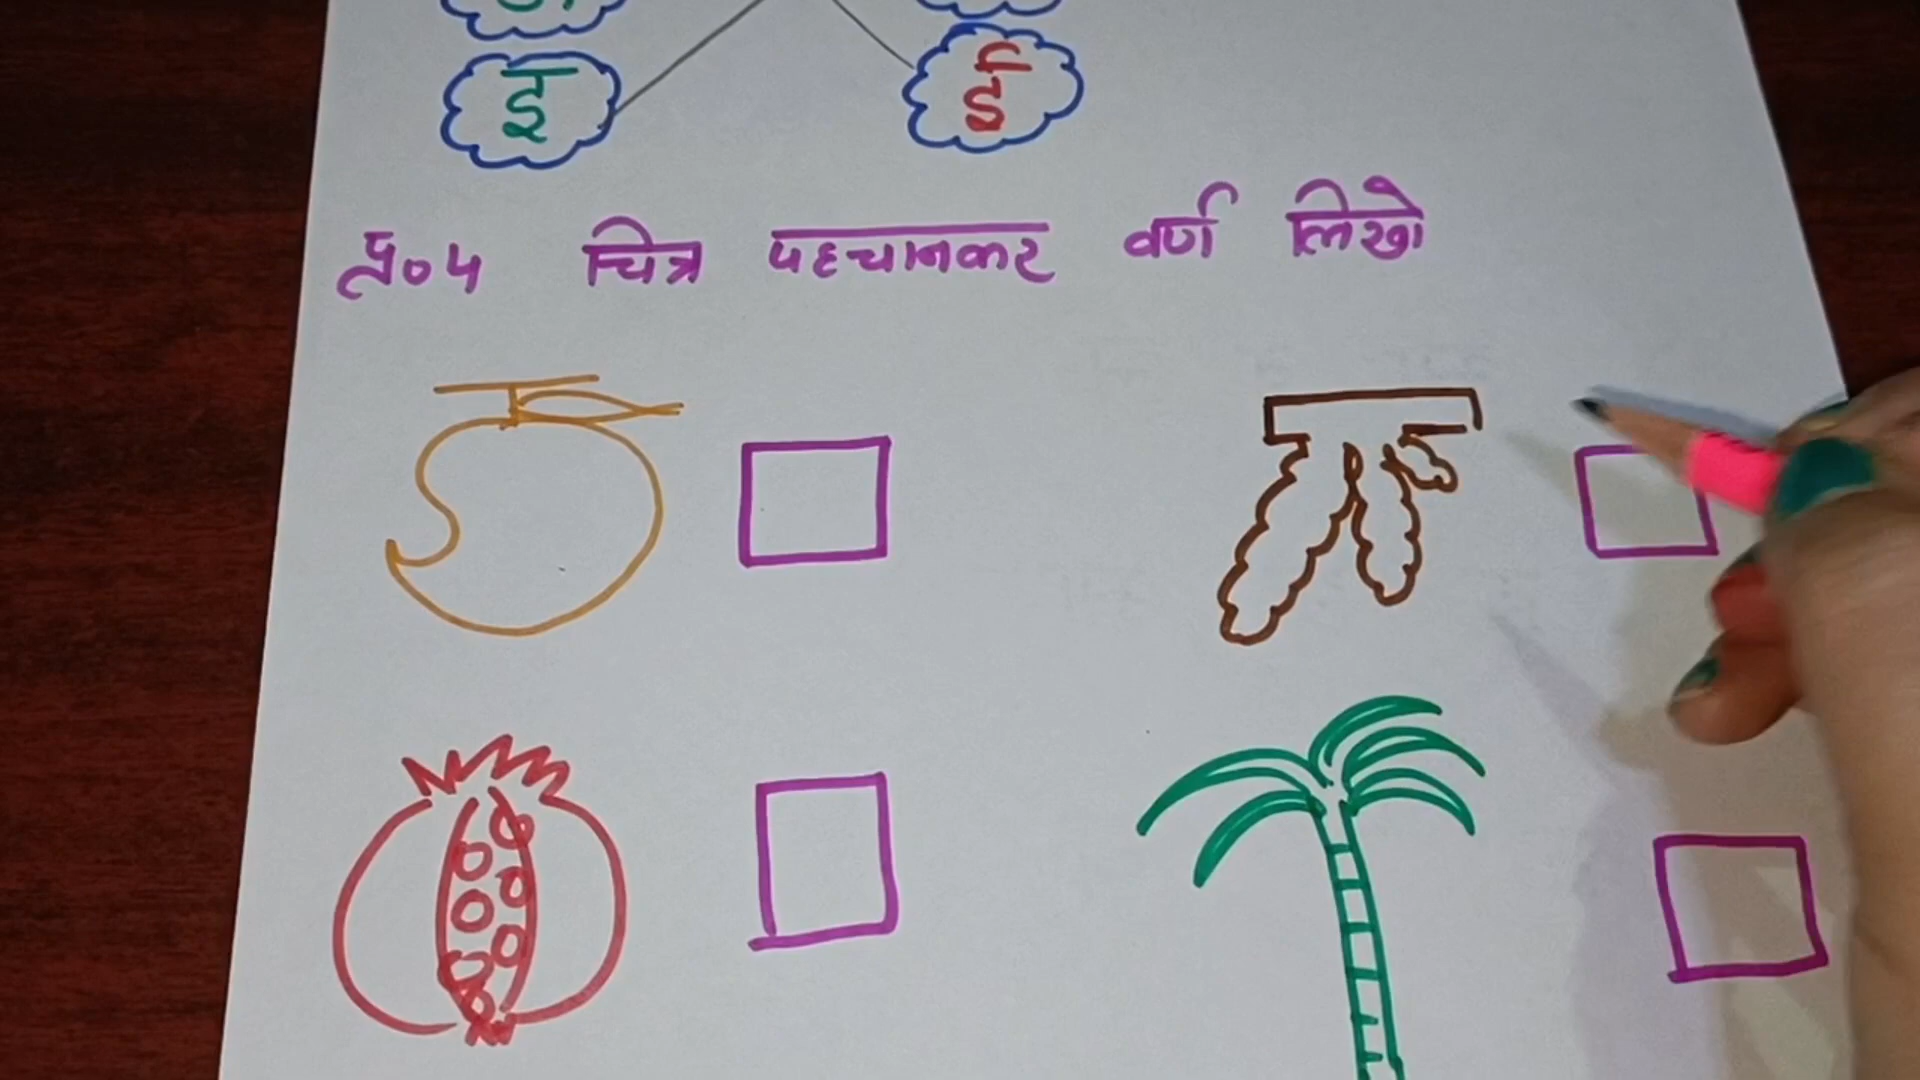 इ ई
प्र०५ चित्र पहचानकर वर्ण लिखो